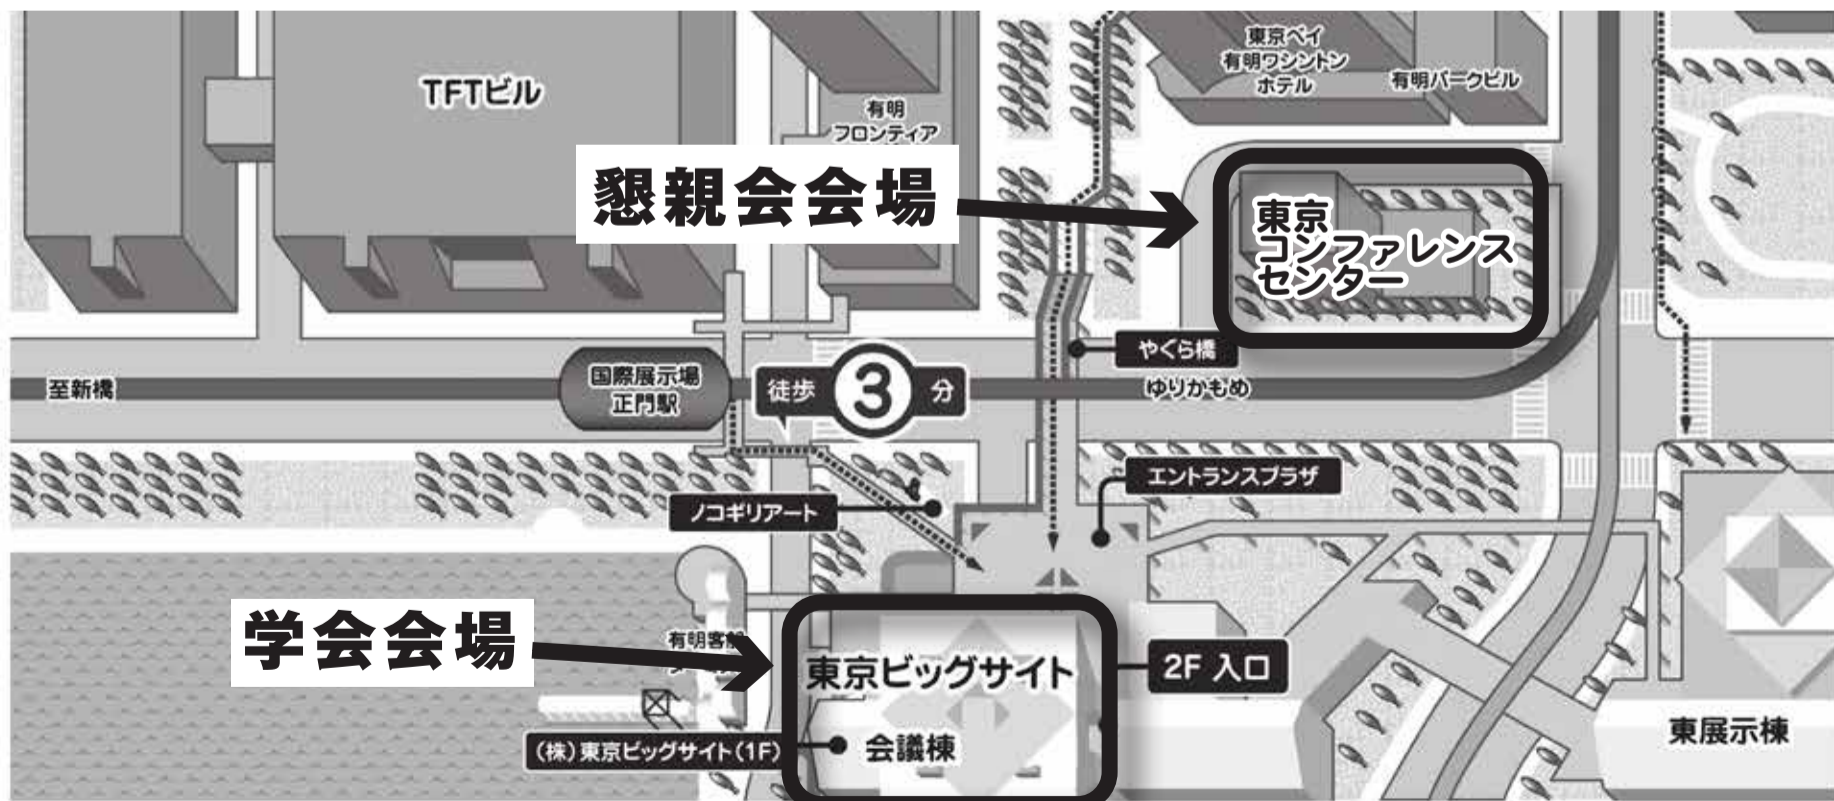 TFTビル
有明
フロンティア
東京ベイ
有明ワシントン
ホテル
有明パークビル
懇親会会場
東京
コンファレンス
センター
やぐら橋
至新橋
国際展示場
正門駅
徒歩 3 分
ゆりかもめ
エントランスプラザ
ノコギリアート
学会会場
有明客船
東京ビッグサイト
2F 入口
(株)東京ビッグサイト(1F)
会議棟
東展示棟